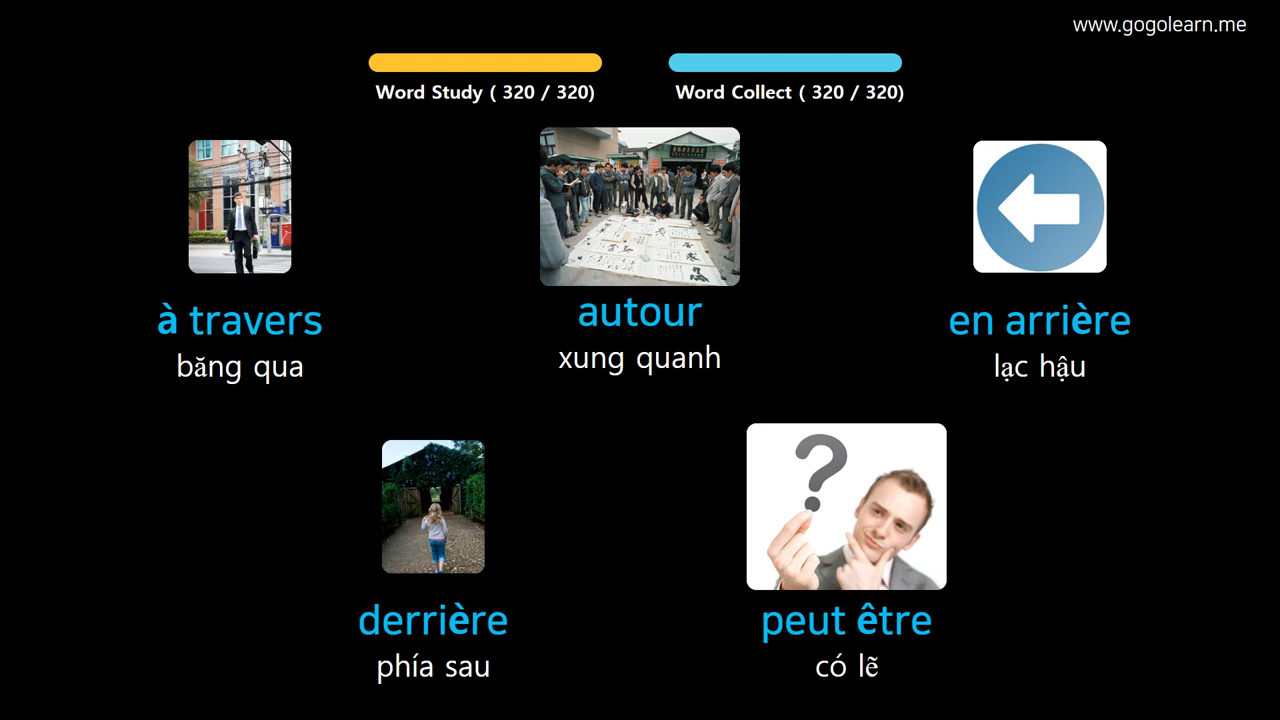 www.gogolearn.me
Word Study ( 320 / 320)
Word Collect ( 320 / 320)
à travers
băng qua
autour
xung quanh
en arrière
lạc hậu
derrière
phía sau
peut être
có lẽ